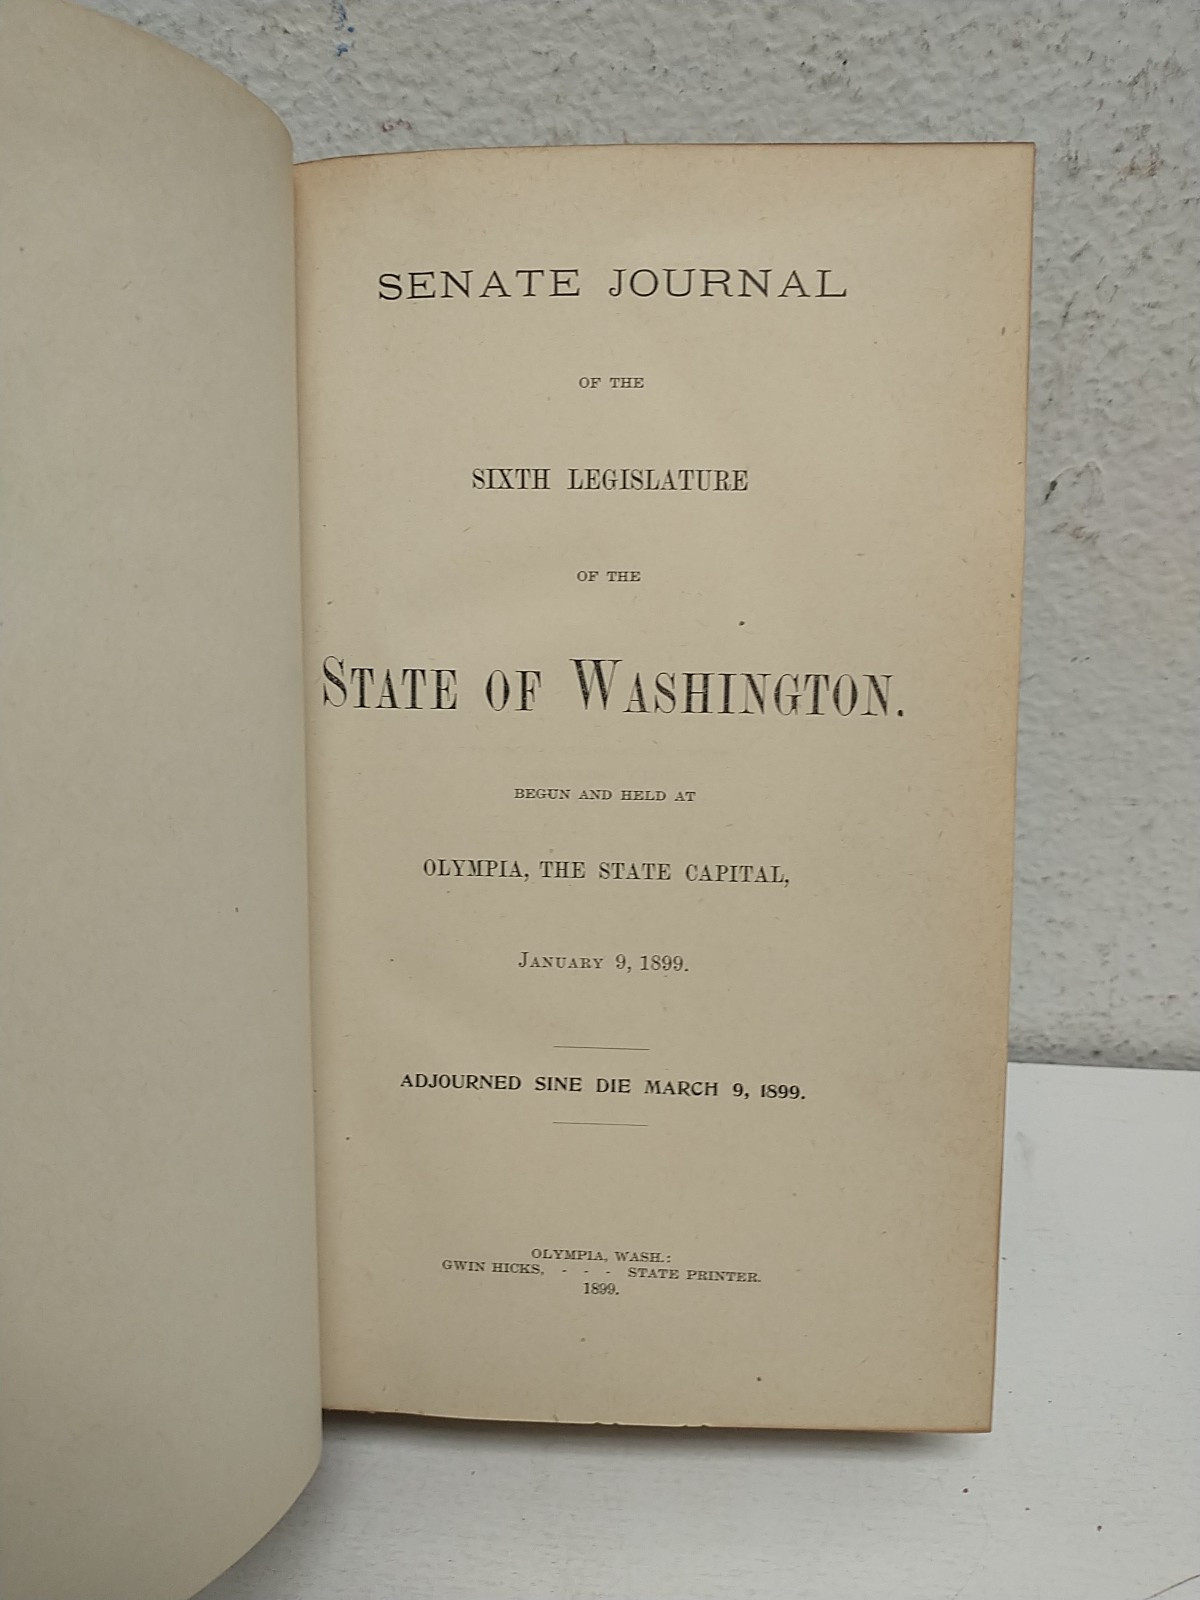 SENATE JOURNAL
OF THE
SIXTH LEGISLATURE
OF THE
STATE OF WASHINGTON.
BEGUN AND HELD AT
OLYMPIA, THE STATE CAPITAL,
JANUARY 9, 1899.
ADJOURNED SINE DIE MARCH 9, 1899.
OLYMPIA, WASH.:
GWIN HICKS, - - - STATE PRINTER.
1899.